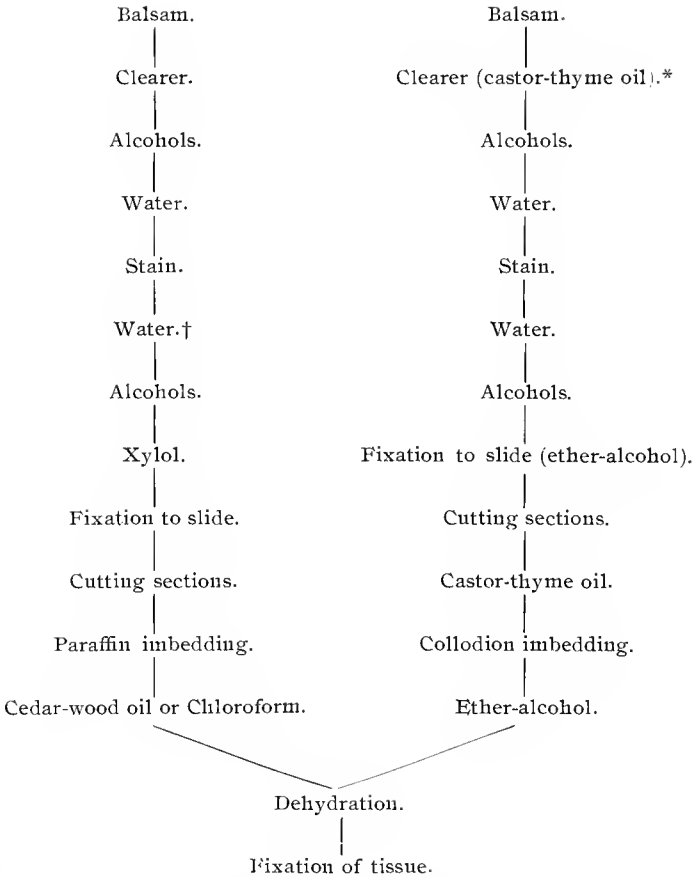 Balsam.
Clearer.
Alcohols.
Water.
Stain.
Water.†
Alcohols.
Xylol.
Fixation to slide.
Cutting sections.
Paraffin imbedding.
Cedar-wood oil or Chloroform.
Balsam.
Clearer (castor-thyme oil).*
Alcohols.
Water.
Stain.
Water.
Alcohols.
Fixation to slide (ether-alcohol).
Cutting sections.
Castor-thyme oil.
Collodion imbedding.
Ether-alcohol.
Dehydration.
Fixation of tissue.